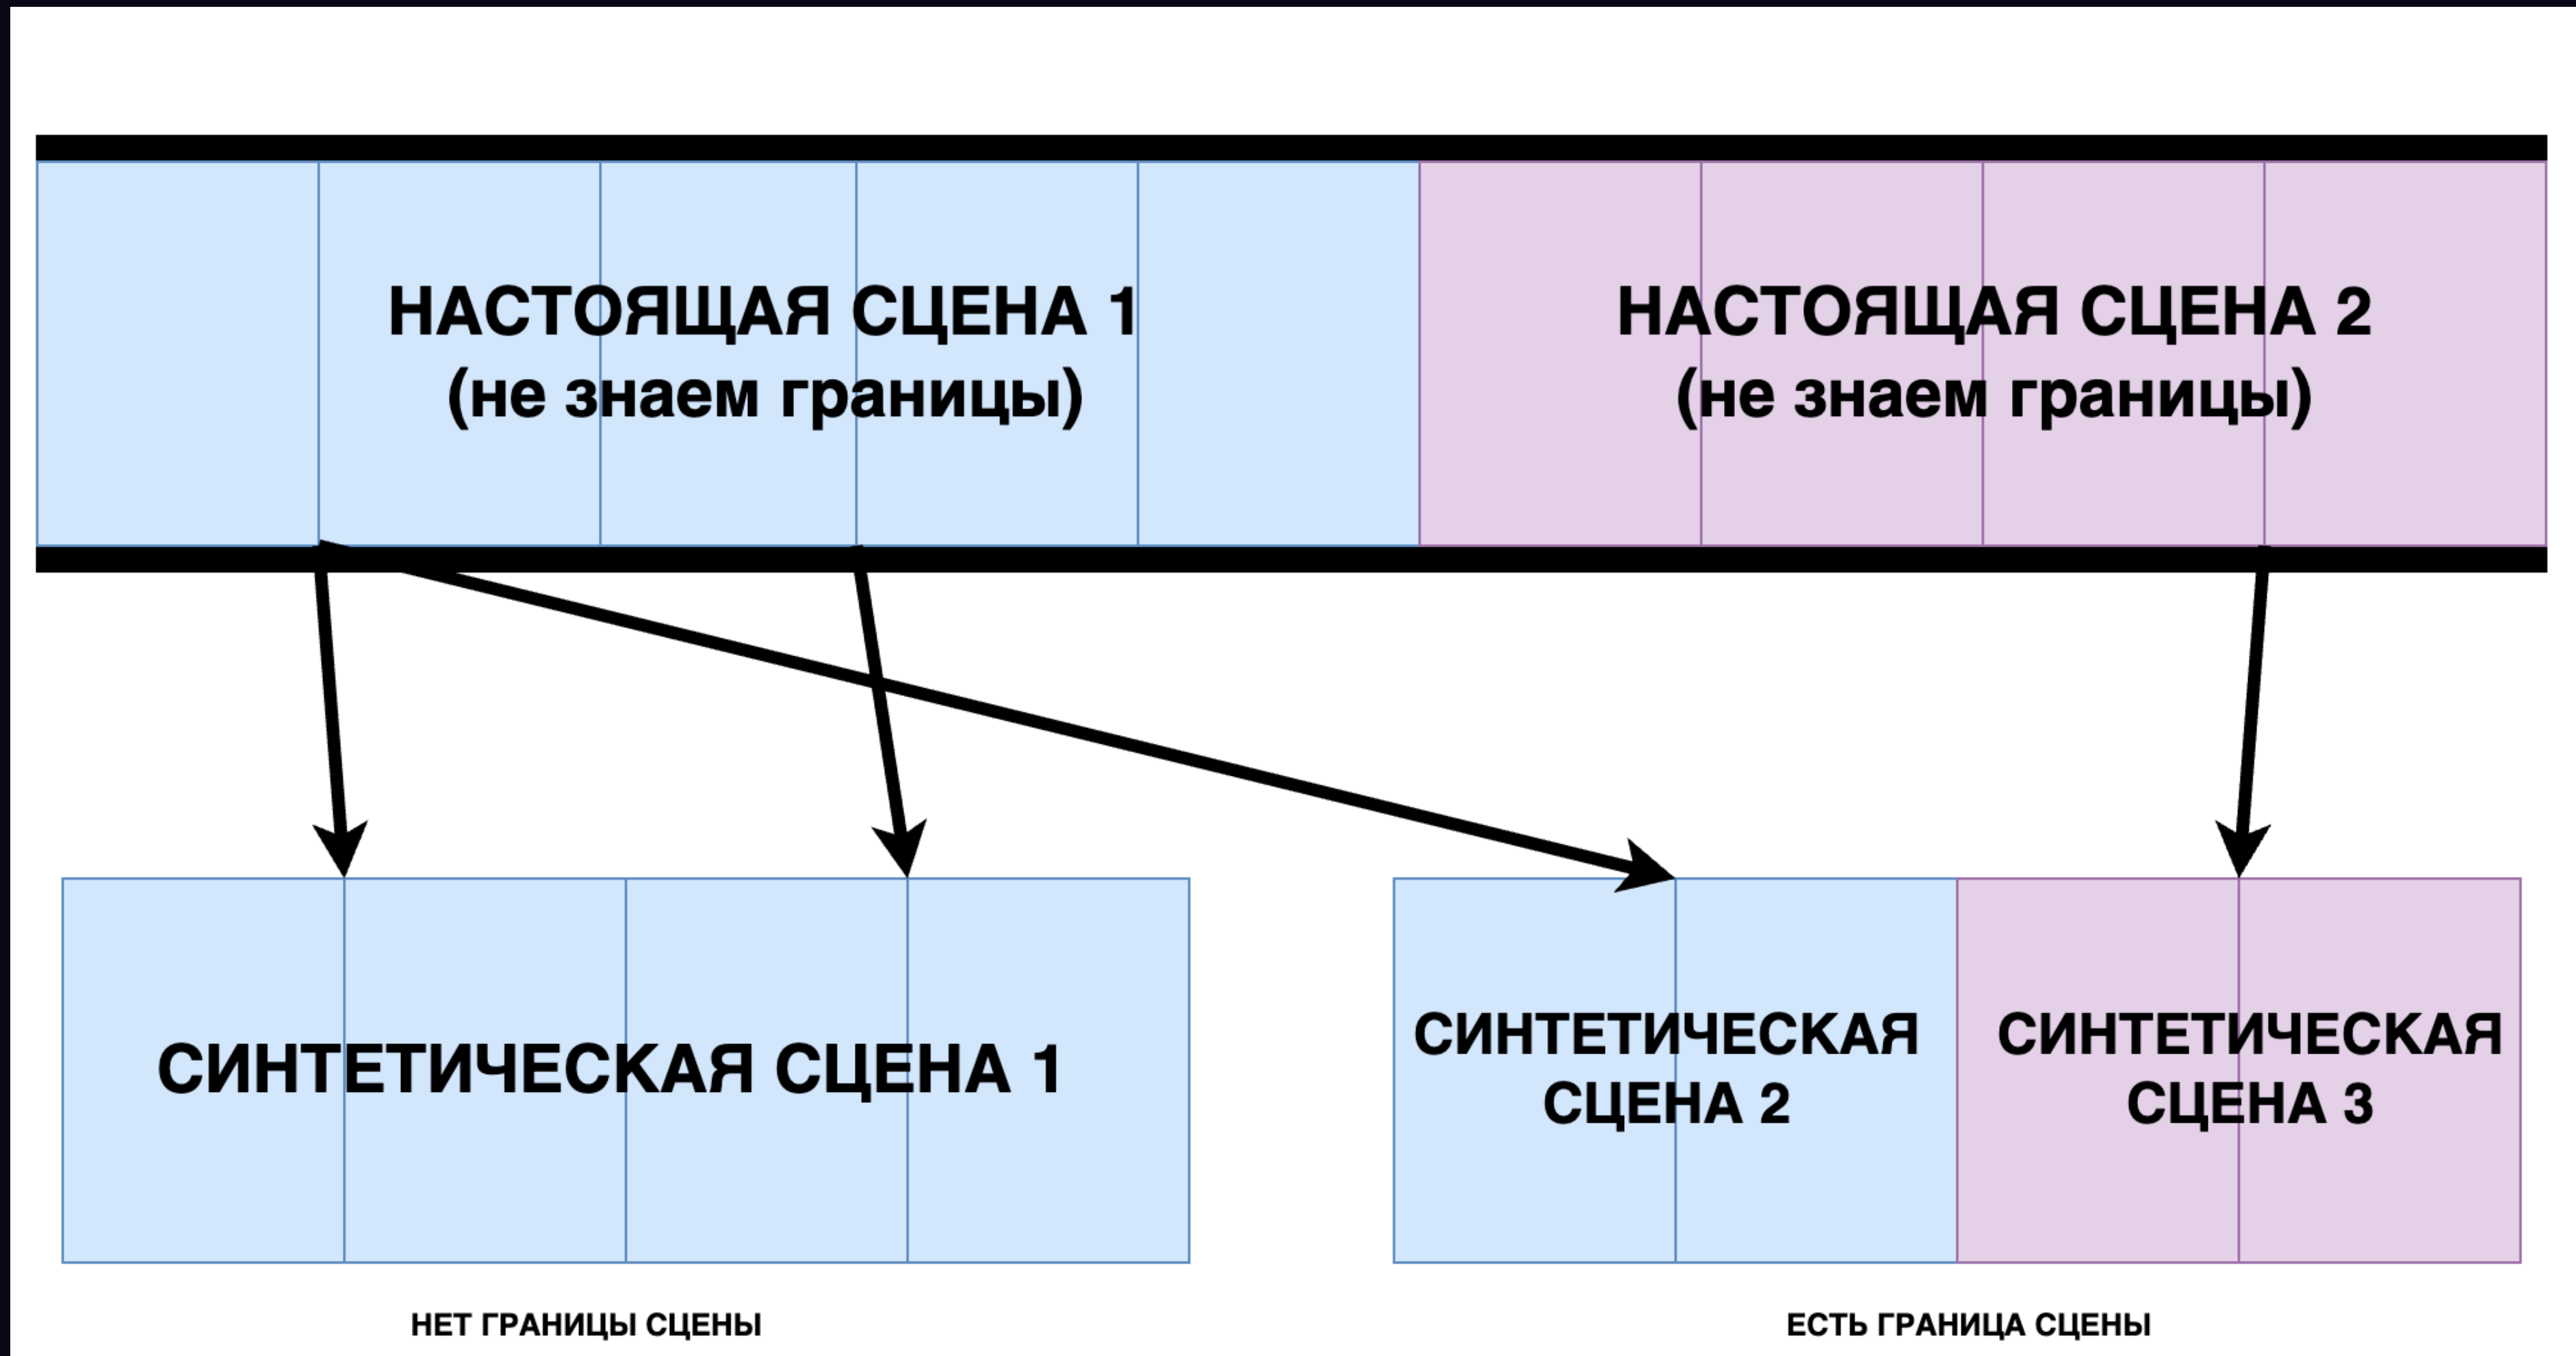 НАСТОЯЩАЯ СЦЕНА 1
(не знаем границы)
НАСТОЯЩАЯ СЦЕНА 2
(не знаем границы)
СИНТЕТИЧЕСКАЯ СЦЕНА 1
СИНТЕТИЧЕСКАЯ
СЦЕНА 2
СИНТЕТИЧЕСКАЯ
СЦЕНА 3
НЕТ ГРАНИЦЫ СЦЕНЫ
ЕСТЬ ГРАНИЦА СЦЕНЫ